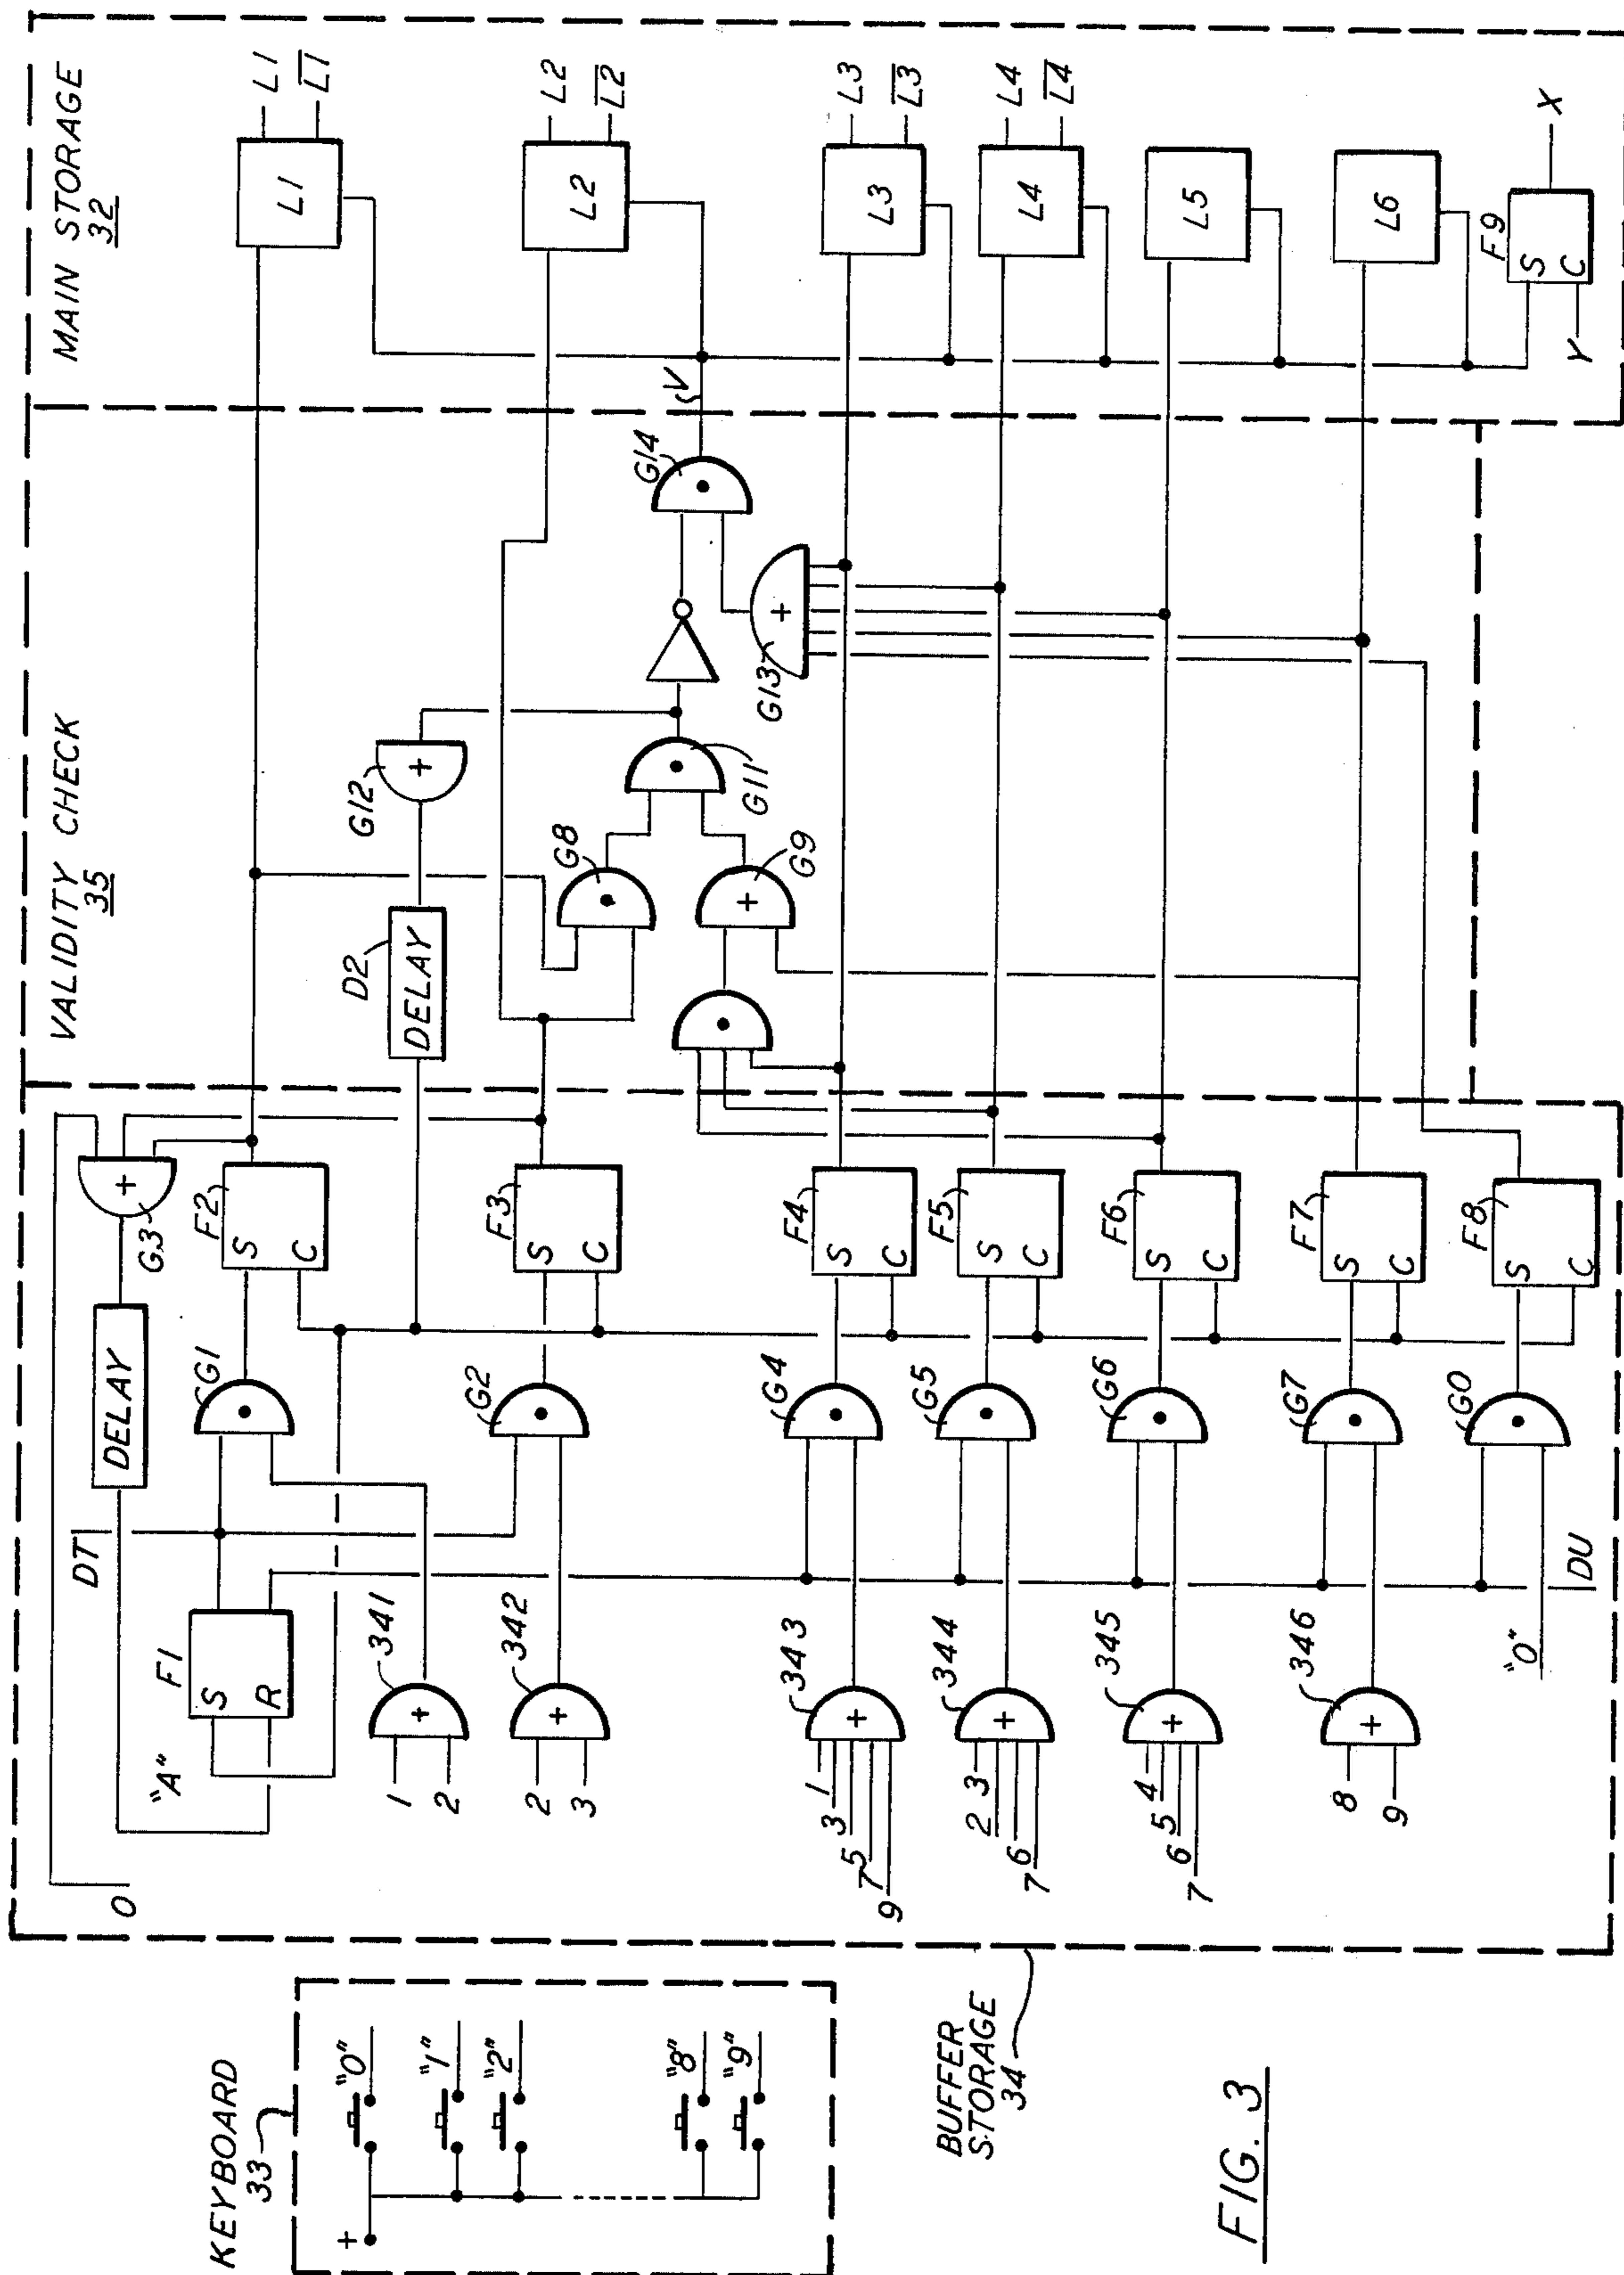 KEYBOARD
33
+
"0"
"1"
"2"
"8"
"9"
BUFFER
STORAGE
34
FIG. 3
0
"A"
F1
S
R
DT
DELAY
G3
+
1
2
+
341
2
3
+
342
1
3
5
7
9
+
343
3
2
6
7
+
344
4
5
6
7
+
345
8
9
+
346
"0"
DU
G1
G2
G4
G5
G6
G7
G0
F2
S
C
F3
S
C
F4
S
C
F5
S
C
F6
S
C
F7
S
C
F8
S
C
VALIDITY CHECK
35
D2
DELAY
G12
+
G8
G9
+
G11
G13
+
G14
V
MAIN STORAGE
32
L1
L1
L1
L2
L2
L2
L3
L3
L3
L4
L4
L4
L5
L6
F9
S
C
X
Y